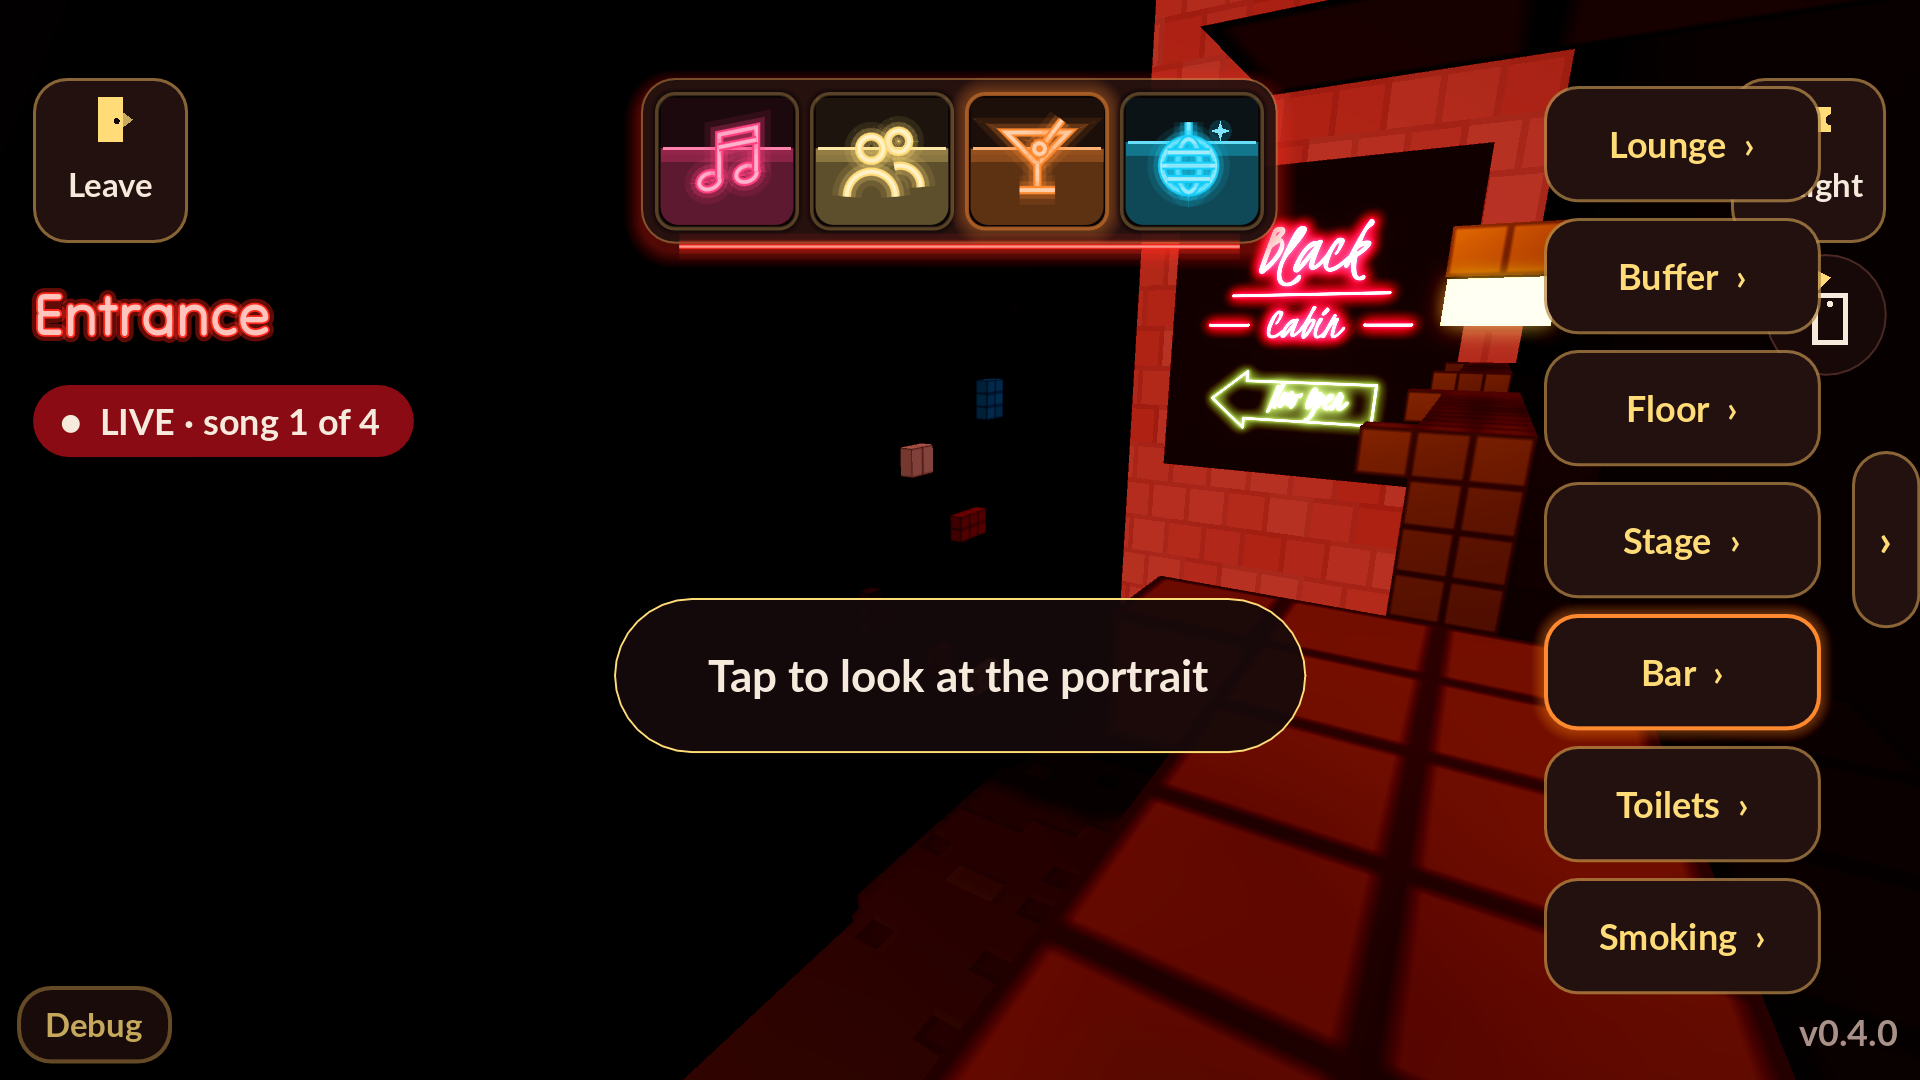 Leave
Entrance
LIVE · song 1 of 4
Black
Cabin
Tap to look at the portrait
Lounge ›
Buffer ›
Floor ›
Stage ›
Bar ›
Toilets ›
Smoking ›
›
Debug
v0.4.0